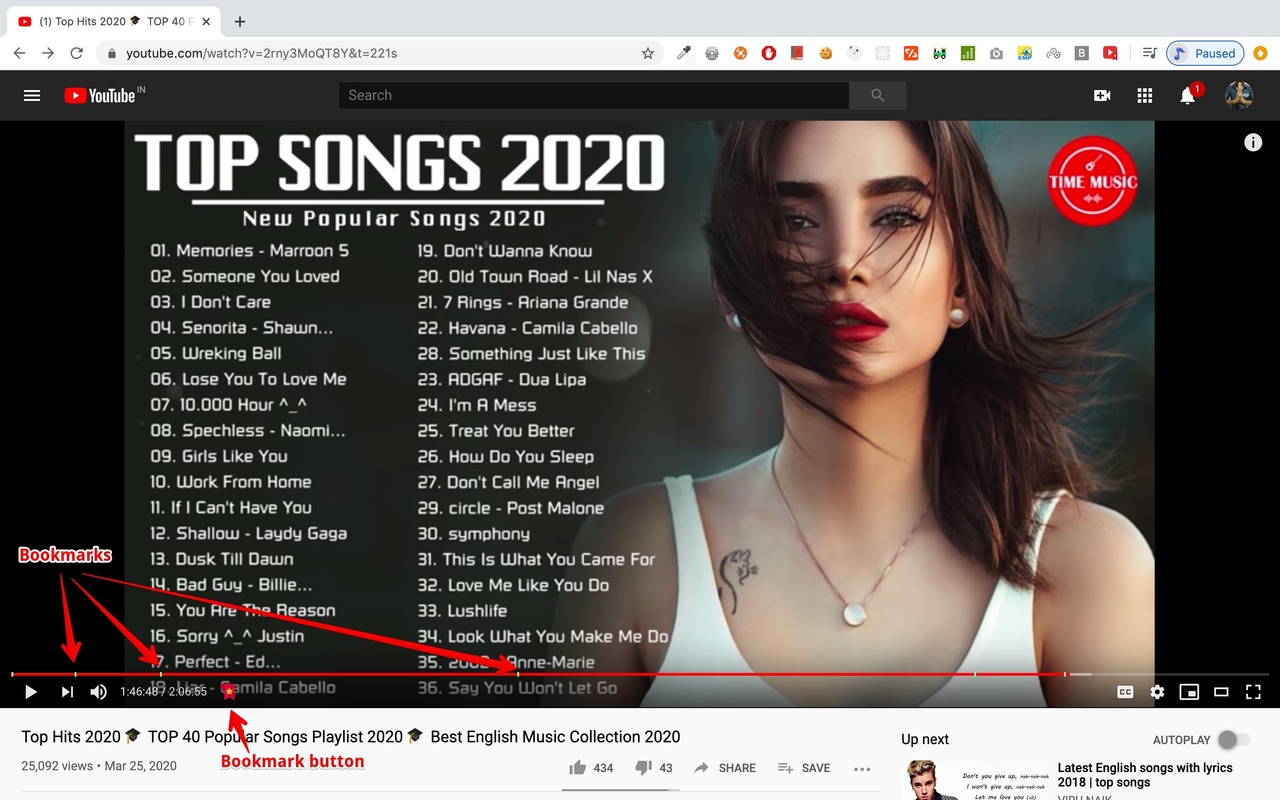 (1) Top Hits 2020 🎓 TOP 40 P
youtube.com/watch?v=2rny3MoQT8Y&t=221s
Paused
YouTube IN
Search
1
TOP SONGS 2020
New Popular Songs 2020
TIME MUSIC
01. Memories - Marroon 5
02. Someone You Loved
03. I Don't Care
04. Senorita - Shawn...
05. Wreking Ball
06. Lose You To Love Me
07. 10.000 Hour ^_^
08. Spechless - Naomi...
09. Girls Like You
10. Work From Home
11. If I Can't Have You
12. Shallow - Laydy Gaga
13. Dusk Till Dawn
14. Bad Guy - Billie...
15. You Are The Reason
16. Sorry ^_^ Justin
17. Perfect - Ed...
18. Liar - Camila Cabello
19. Don't Wanna Know
20. Old Town Road - Lil Nas X
21. 7 Rings - Ariana Grande
22. Havana - Camila Cabello
28. Something Just Like This
23. ADGAF - Dua Lipa
24. I'm A Mess
25. Treat You Better
26. How Do You Sleep
27. Don't Call Me Angel
29. circle - Post Malone
30. symphony
31. This Is What You Came For
32. Love Me Like You Do
33. Lushlife
34. Look What You Make Me Do
35. 2002 - Anne-Marie
36. Say You Won't Let Go
Bookmarks
1:46:48 / 2:06:55
CC
Bookmark button
Top Hits 2020 🎓 TOP 40 Popular Songs Playlist 2020 🎓 Best English Music Collection 2020
25,092 views • Mar 25, 2020
434
43
SHARE
SAVE
Up next
AUTOPLAY
Don't you give up, nah-nah-nah
I won't give up, nah-nah-nah
Let me love you (x2)
Latest English songs with lyrics
2018 | top songs
VIPU NAIK